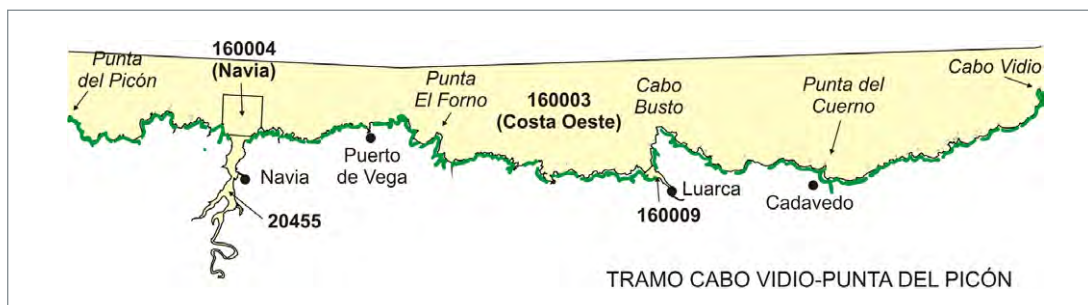 Punta
del Picón
160004
(Navia)
Punta
El Forno
160003
(Costa Oeste)
Cabo
Busto
Punta del
Cuerno
Cabo Vidio
Puerto
de Vega
Navia
20455
Luarca
160009
Cadavedo
TRAMO CABO VIDIO-PUNTA DEL PICÓN